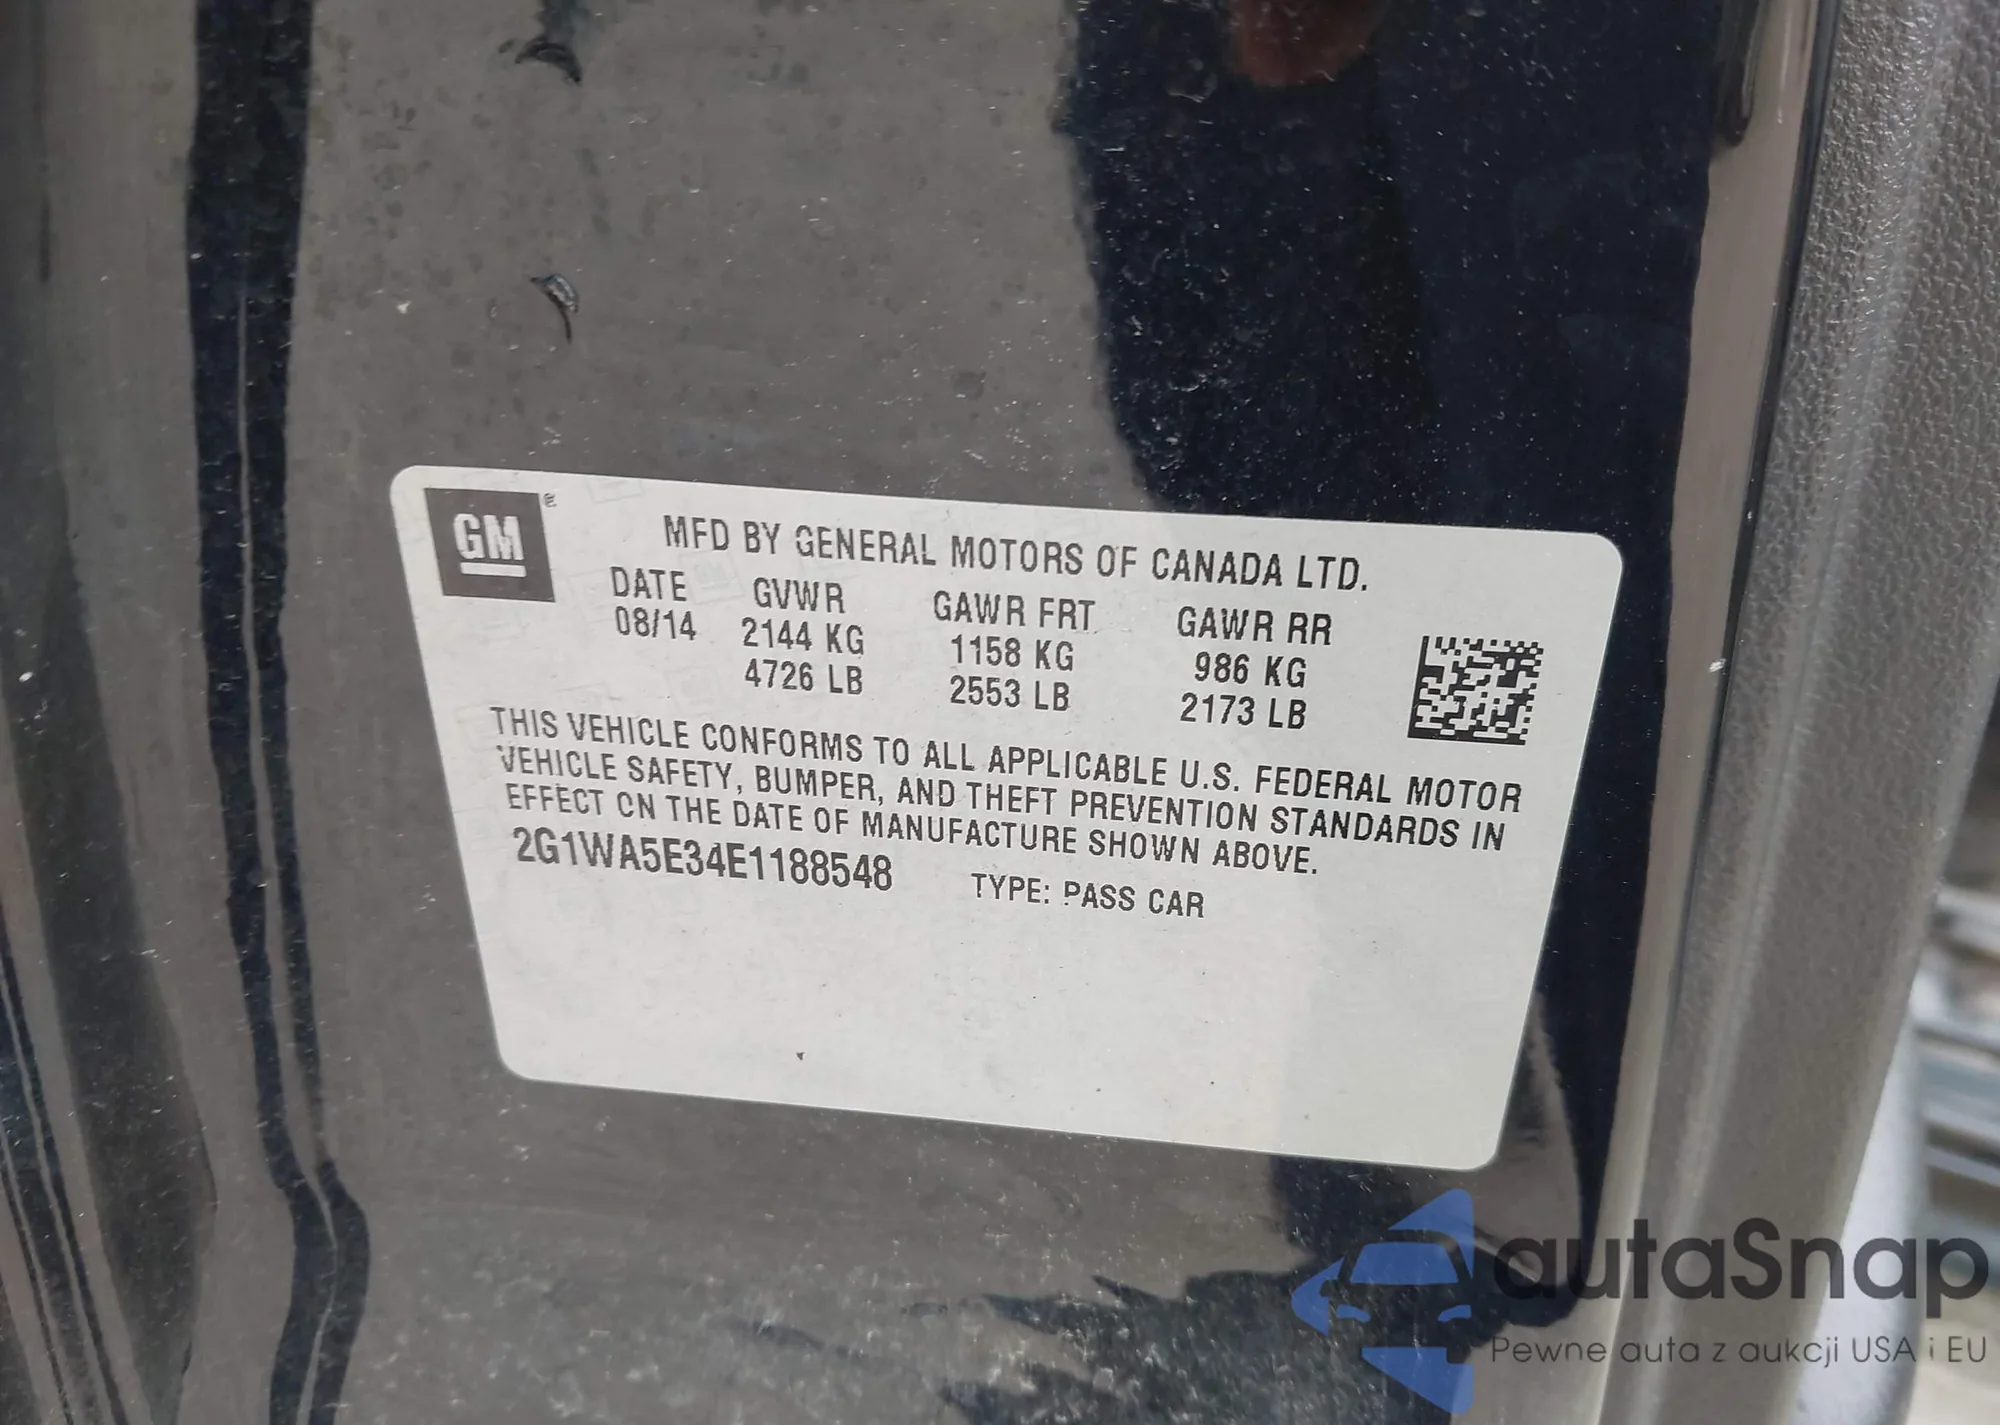 GM
MFD BY GENERAL MOTORS OF CANADA LTD.
DATE GVWR GAWR FRT GAWR RR
08/14 2144 KG 1158 KG 986 KG
4726 LB 2553 LB 2173 LB
THIS VEHICLE CONFORMS TO ALL APPLICABLE U.S. FEDERAL MOTOR
VEHICLE SAFETY, BUMPER, AND THEFT PREVENTION STANDARDS IN
EFFECT ON THE DATE OF MANUFACTURE SHOWN ABOVE.
2G1WA5E34E1188548 TYPE: PASS CAR
autaSnap
Pewne auta z aukcji USA i EU